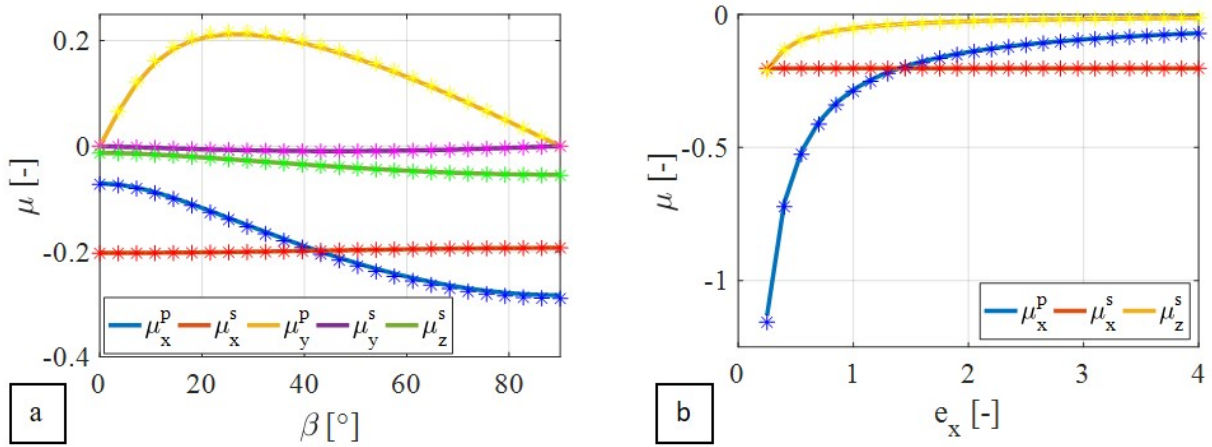 0.2
0
-0.2
-0.4
μ [-]
0 20 40 60 80
β [°]
μ_x^p μ_x^s μ_y^p μ_y^s μ_z^s
a
0
-0.5
-1
μ [-]
0 1 2 3 4
e_x [-]
μ_x^p μ_x^s μ_z^s
b